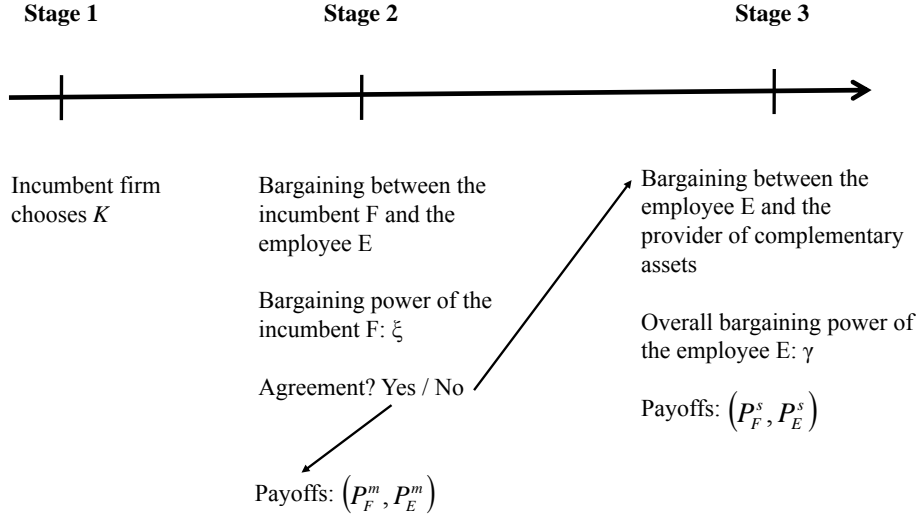 Stage 1
Stage 2
Stage 3
Incumbent firm
chooses K
Bargaining between the
incumbent F and the
employee E
Bargaining power of the
incumbent F: ξ
Agreement? Yes / No
Payoffs: (P_F^m, P_E^m)
Bargaining between the
employee E and the
provider of complementary
assets
Overall bargaining power of
the employee E: γ
Payoffs: (P_F^s, P_E^s)